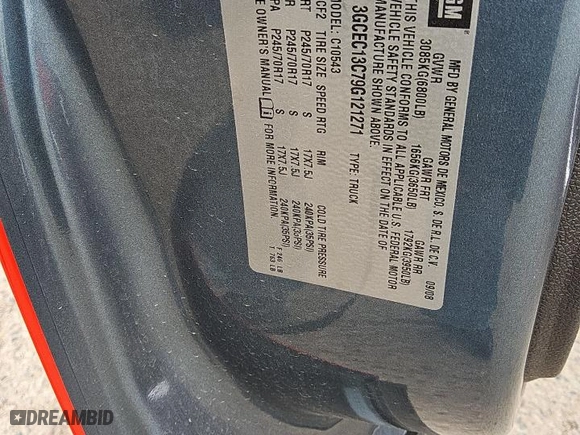 GM
MFD BY GENERAL MOTORS DE MEXICO, S. DE R.L. DE C.V.
09/08 GVWR GAWR FRT GAWR RR
3085KG(6800LB) 1656KG(3650LB) 1792KG(3950LB)
THIS VEHICLE CONFORMS TO ALL APPLICABLE U.S. FEDERAL MOTOR
VEHICLE SAFETY STANDARDS IN EFFECT ON THE DATE OF
MANUFACTURE SHOWN ABOVE.
3GCEC13C79G121271 TYPE: TRUCK
MODEL: C10543
TIRE SIZE SPEED RTG RIM COLD TIRE PRESSURE
P245/70R17 S 17X7.5J 240KPA(35PSI)
P245/70R17 S 17X7.5J 240KPA(35PSI)
P245/70R17 S 17X7.5J 240KPA(35PSI)
OWNER'S MANUAL FOR MORE INFORMATION
DREAMBID